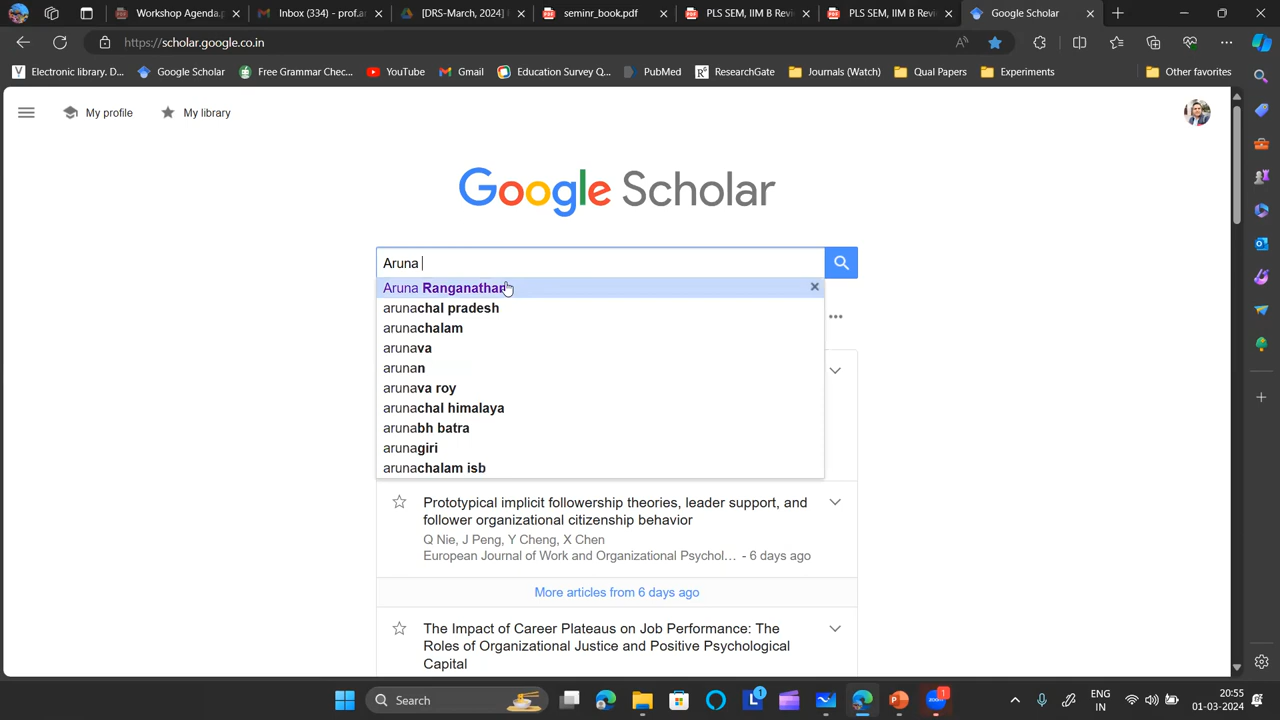 Workshop Agenda.p
Inbox (334) - prof.ar
[DRS-March, 2024]
seminr_book.pdf
PLS SEM, IIM B Rev
PLS SEM, IIM B Rev
Google Scholar
https://scholar.google.co.in
Electronic library. D...
Google Scholar
Free Grammar Chec...
YouTube
Gmail
Education Survey Q...
PubMed
ResearchGate
Journals (Watch)
Qual Papers
Experiments
Other favorites
My profile
My library
Google Scholar
Aruna
Aruna Ranganathan
arunachal pradesh
arunachalam
arunava
arunan
arunava roy
arunachal himalaya
arunabh batra
arunagiri
arunachalam isb
Prototypical implicit followership theories, leader support, and
follower organizational citizenship behavior
Q Nie, J Peng, Y Cheng, X Chen
European Journal of Work and Organizational Psychol... - 6 days ago
More articles from 6 days ago
The Impact of Career Plateaus on Job Performance: The
Roles of Organizational Justice and Positive Psychological
Capital
Search
1
1
ENG
IN
20:55
01-03-2024